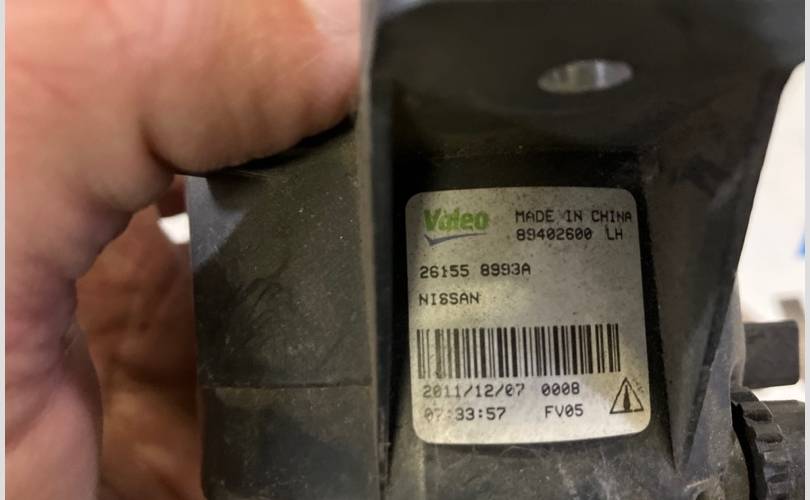 Valeo
MADE IN CHINA
89402600 LH
26155 8993A
NISSAN
2011/12/07 0008
07:33:57 FV05